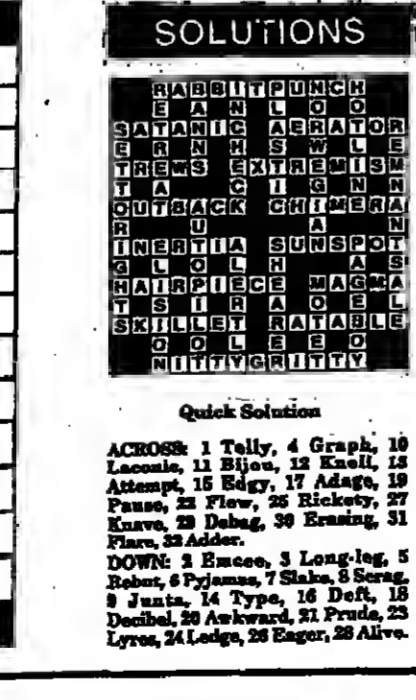 SOLUTIONS
RABBITPUNCH
E A N L O O
SATANIC AERATOR
E R N H S W L E
TREWS EXTREMISM
T A C I G N N
OUTBACK CHIMERA
R U A N
INERTIA SUNSPOT
G L O L H A S
HAIRPIECE MAGMA
T S I R A O E L
SKILLET RATABLE
O O L E E O
NITTYGRITTY
Quick Solution
ACROSS: 1 Telly, 4 Graph, 10
Laconic, 11 Bijou, 12 Knell, 13
Attempt, 15 Edgy, 17 Adage, 19
Pause, 22 Flew, 25 Rickety, 27
Knave, 29 Debag, 30 Erasing, 31
Flare, 32 Adder.
DOWN: 2 Emcee, 3 Long-leg, 5
Rebut, 6 Pyjamas, 7 Slake, 8 Scrag,
9 Junta, 14 Type, 16 Deft, 18
Decibel, 20 Awkward, 21 Prude, 23
Lyres, 24 Ledge, 26 Eager, 28 Alive.